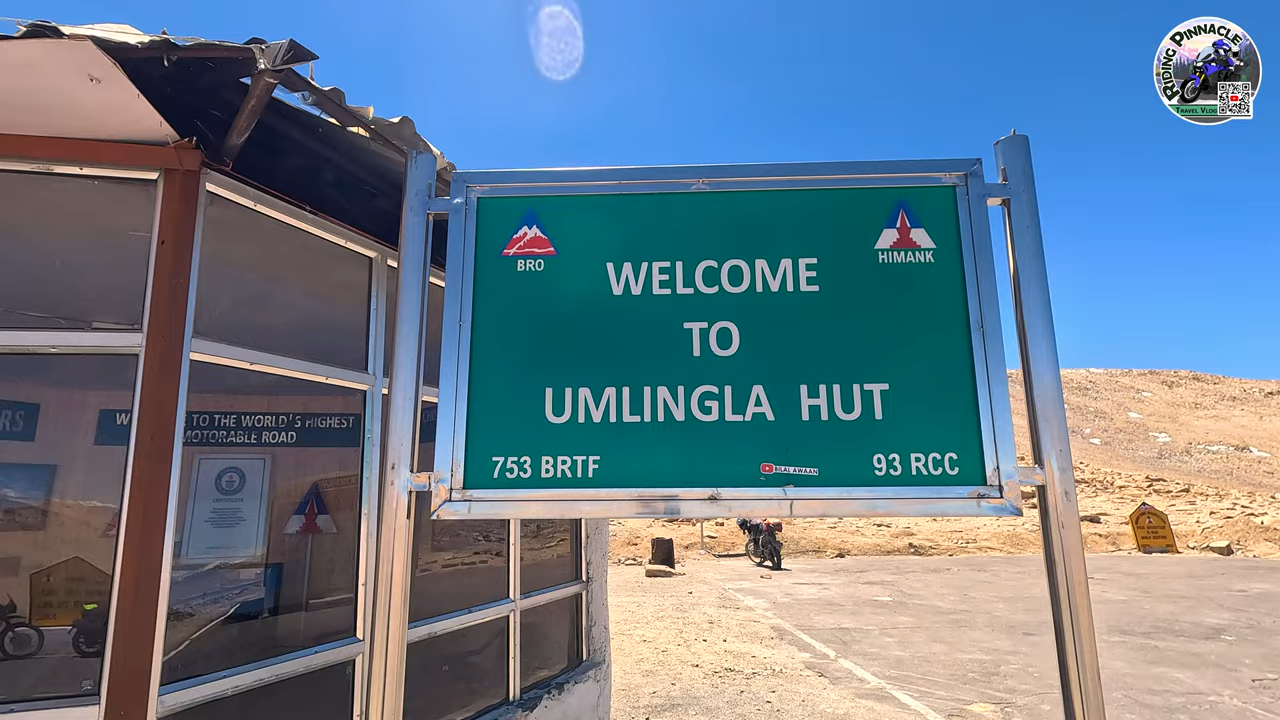 RIDING PINNACLE
TRAVEL VLOG
BRO
HIMANK
WELCOME
TO
UMLINGLA HUT
753 BRTF
BILAL AWAAN
93 RCC
RS
TO THE WORLD'S HIGHEST
MOTORABLE ROAD
CERTIFICATE